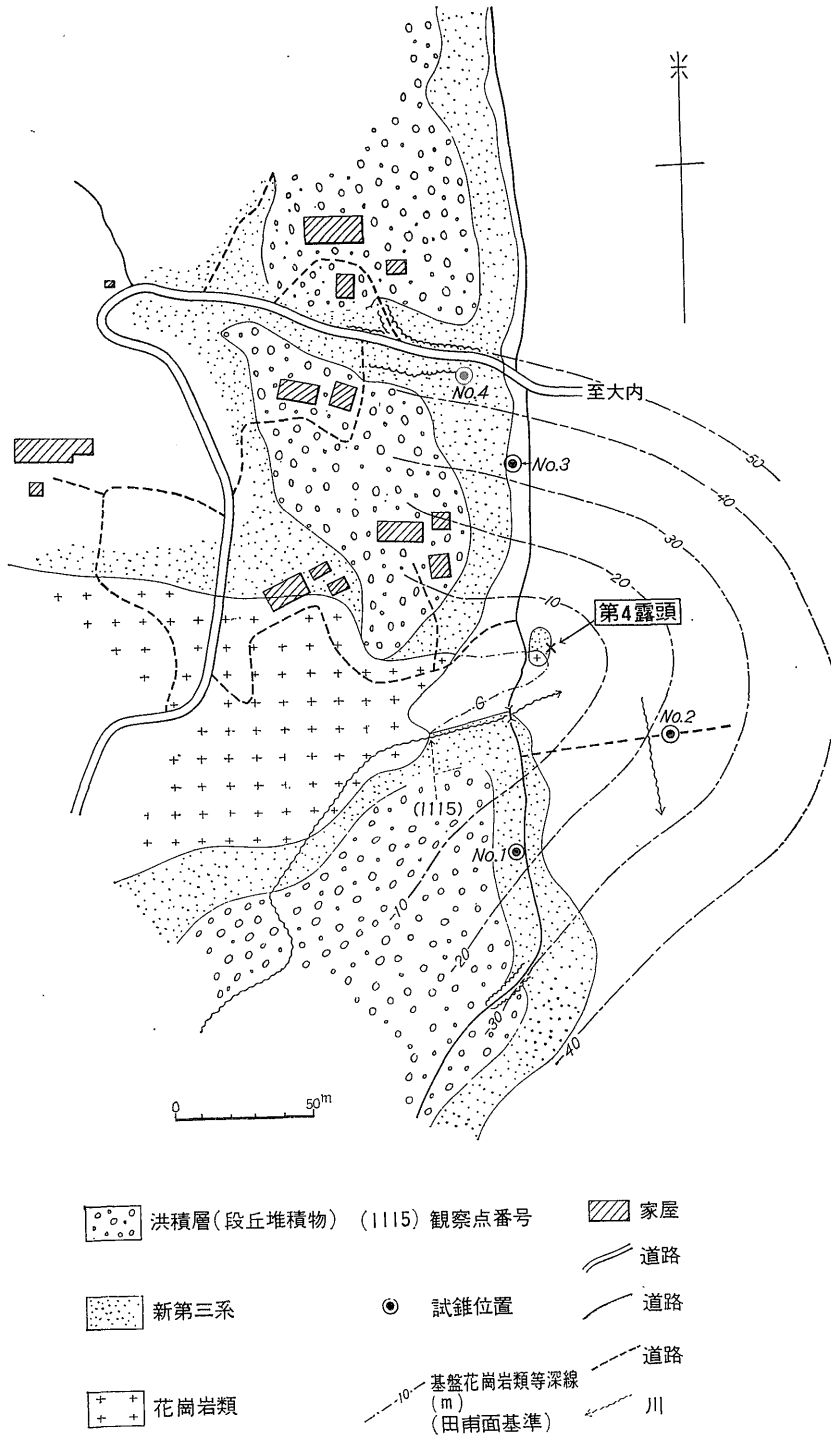 至大内
No.4
No.3
50
40
30
20
10
第4露頭
G
No.2
(1115)
No.1
-10
-20
-30
-40
0 50m
洪積層(段丘堆積物)
(1115) 観察点番号
家屋
道路
新第三系
試錐位置
道路
道路
花崗岩類
-10- 基盤花崗岩類等深線
(m)
(田甫面基準)
川